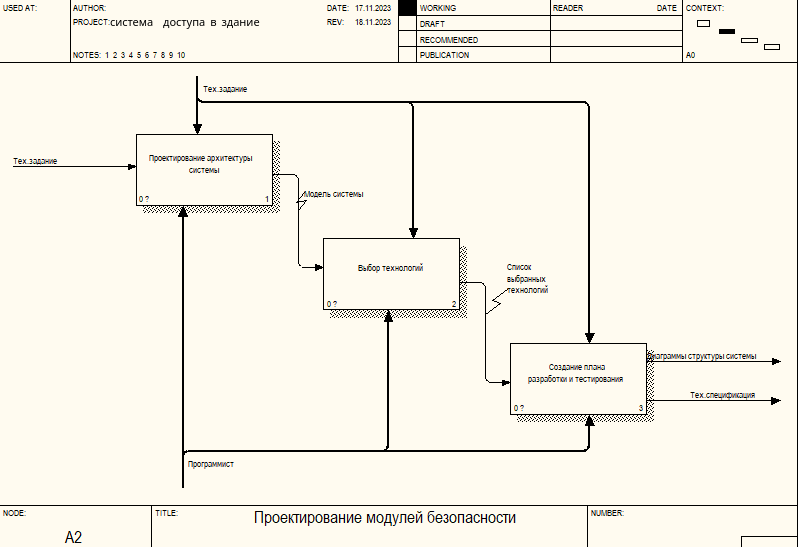 USED AT:
AUTHOR:
DATE: 17.11.2023
WORKING
READER
DATE
CONTEXT:
PROJECT: система доступа в здание
REV: 18.11.2023
DRAFT
RECOMMENDED
NOTES: 1 2 3 4 5 6 7 8 9 10
PUBLICATION
A0
Тех.задание
Тех.задание
Проектирование архитектуры
системы
0 ?
1
Модель системы
Выбор технологий
0 ?
2
Список
выбранных
технологий
Создание плана
разработки и тестирования
0 ?
3
Диаграммы структуры системы
Тех.спецификация
Программист
NODE:
A2
TITLE:
Проектирование модулей безопасности
NUMBER: